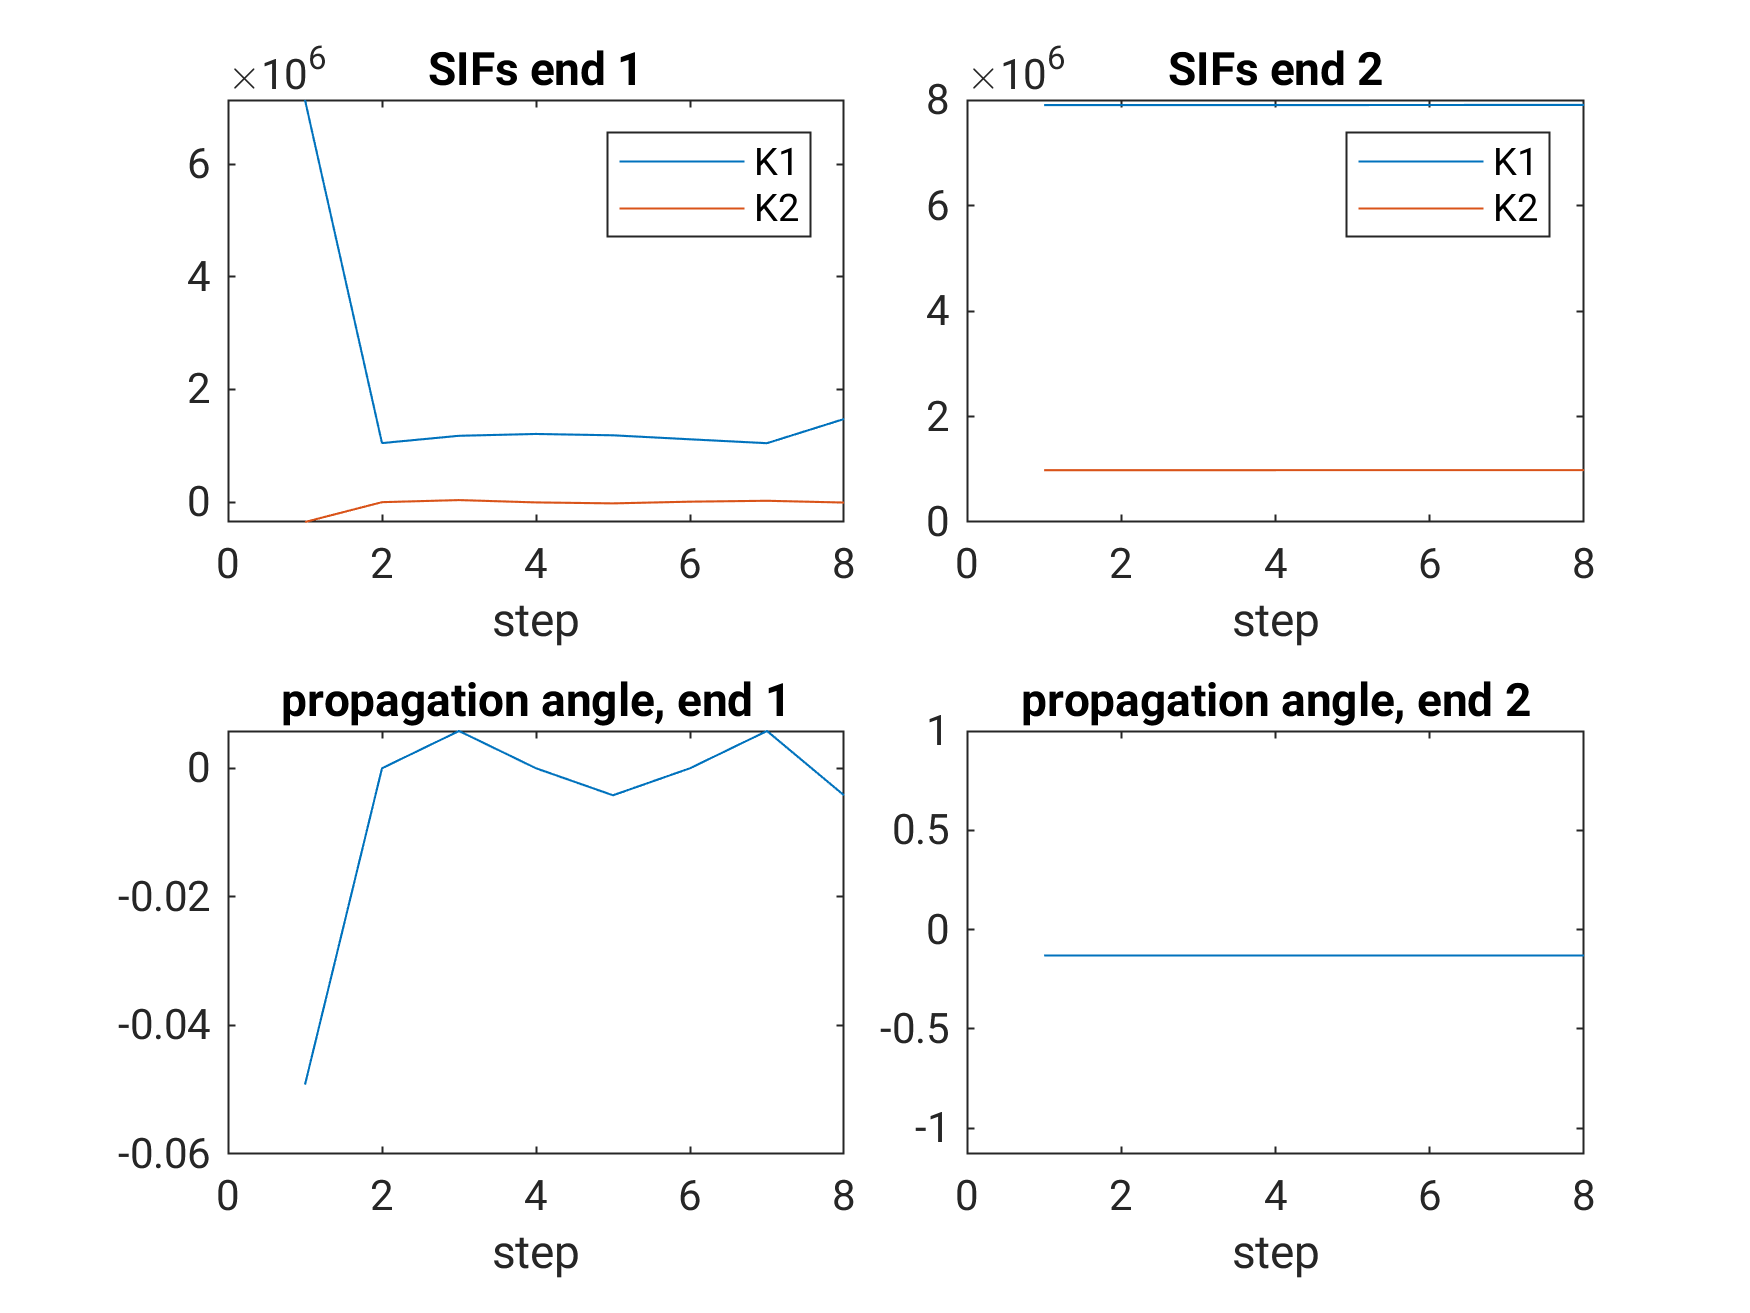 ×10^6
SIFs end 1
6
4
2
0
K1
K2
0 2 4 6 8
step
×10^6
SIFs end 2
8
6
4
2
0
K1
K2
0 2 4 6 8
step
propagation angle, end 1
0
-0.02
-0.04
-0.06
0 2 4 6 8
step
propagation angle, end 2
1
0.5
0
-0.5
-1
0 2 4 6 8
step